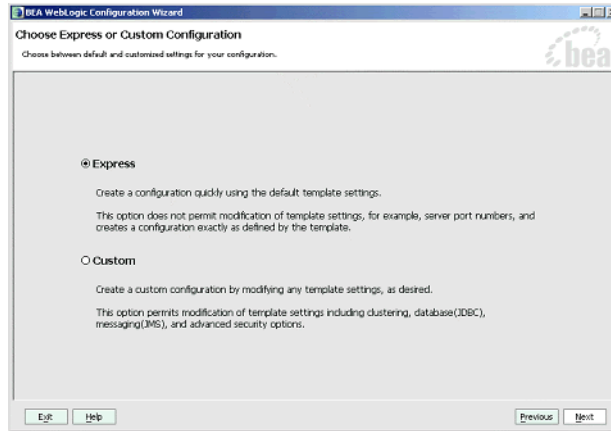 BEA WebLogic Configuration Wizard
Choose Express or Custom Configuration
Choose between default and customized settings for your configuration.
bea
Express
Create a configuration quickly using the default template settings.
This option does not permit modification of template settings, for example, server port numbers, and
creates a configuration exactly as defined by the template.
Custom
Create a custom configuration by modifying any template settings, as desired.
This option permits modification of template settings including clustering, database(JDBC),
messaging(JMS), and advanced security options.
Exit Help Previous Next